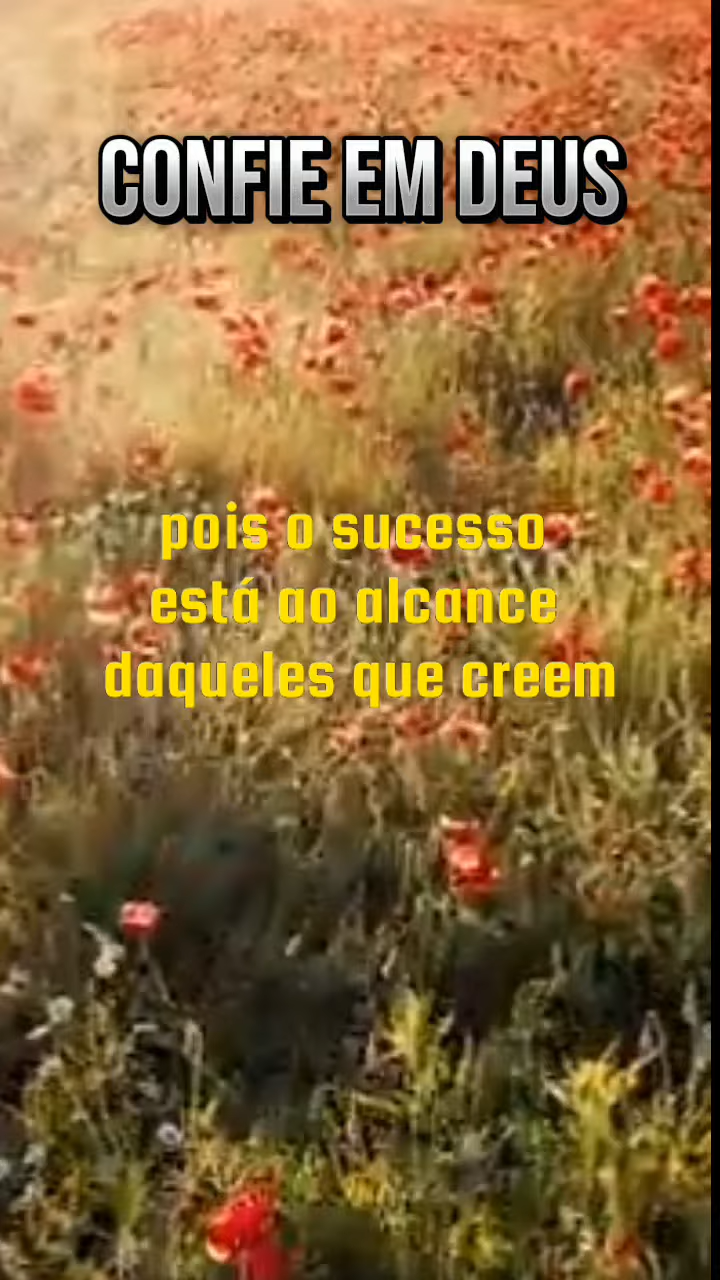 CONFIE EM DEUS
pois o sucesso
está ao alcance
daqueles que creem